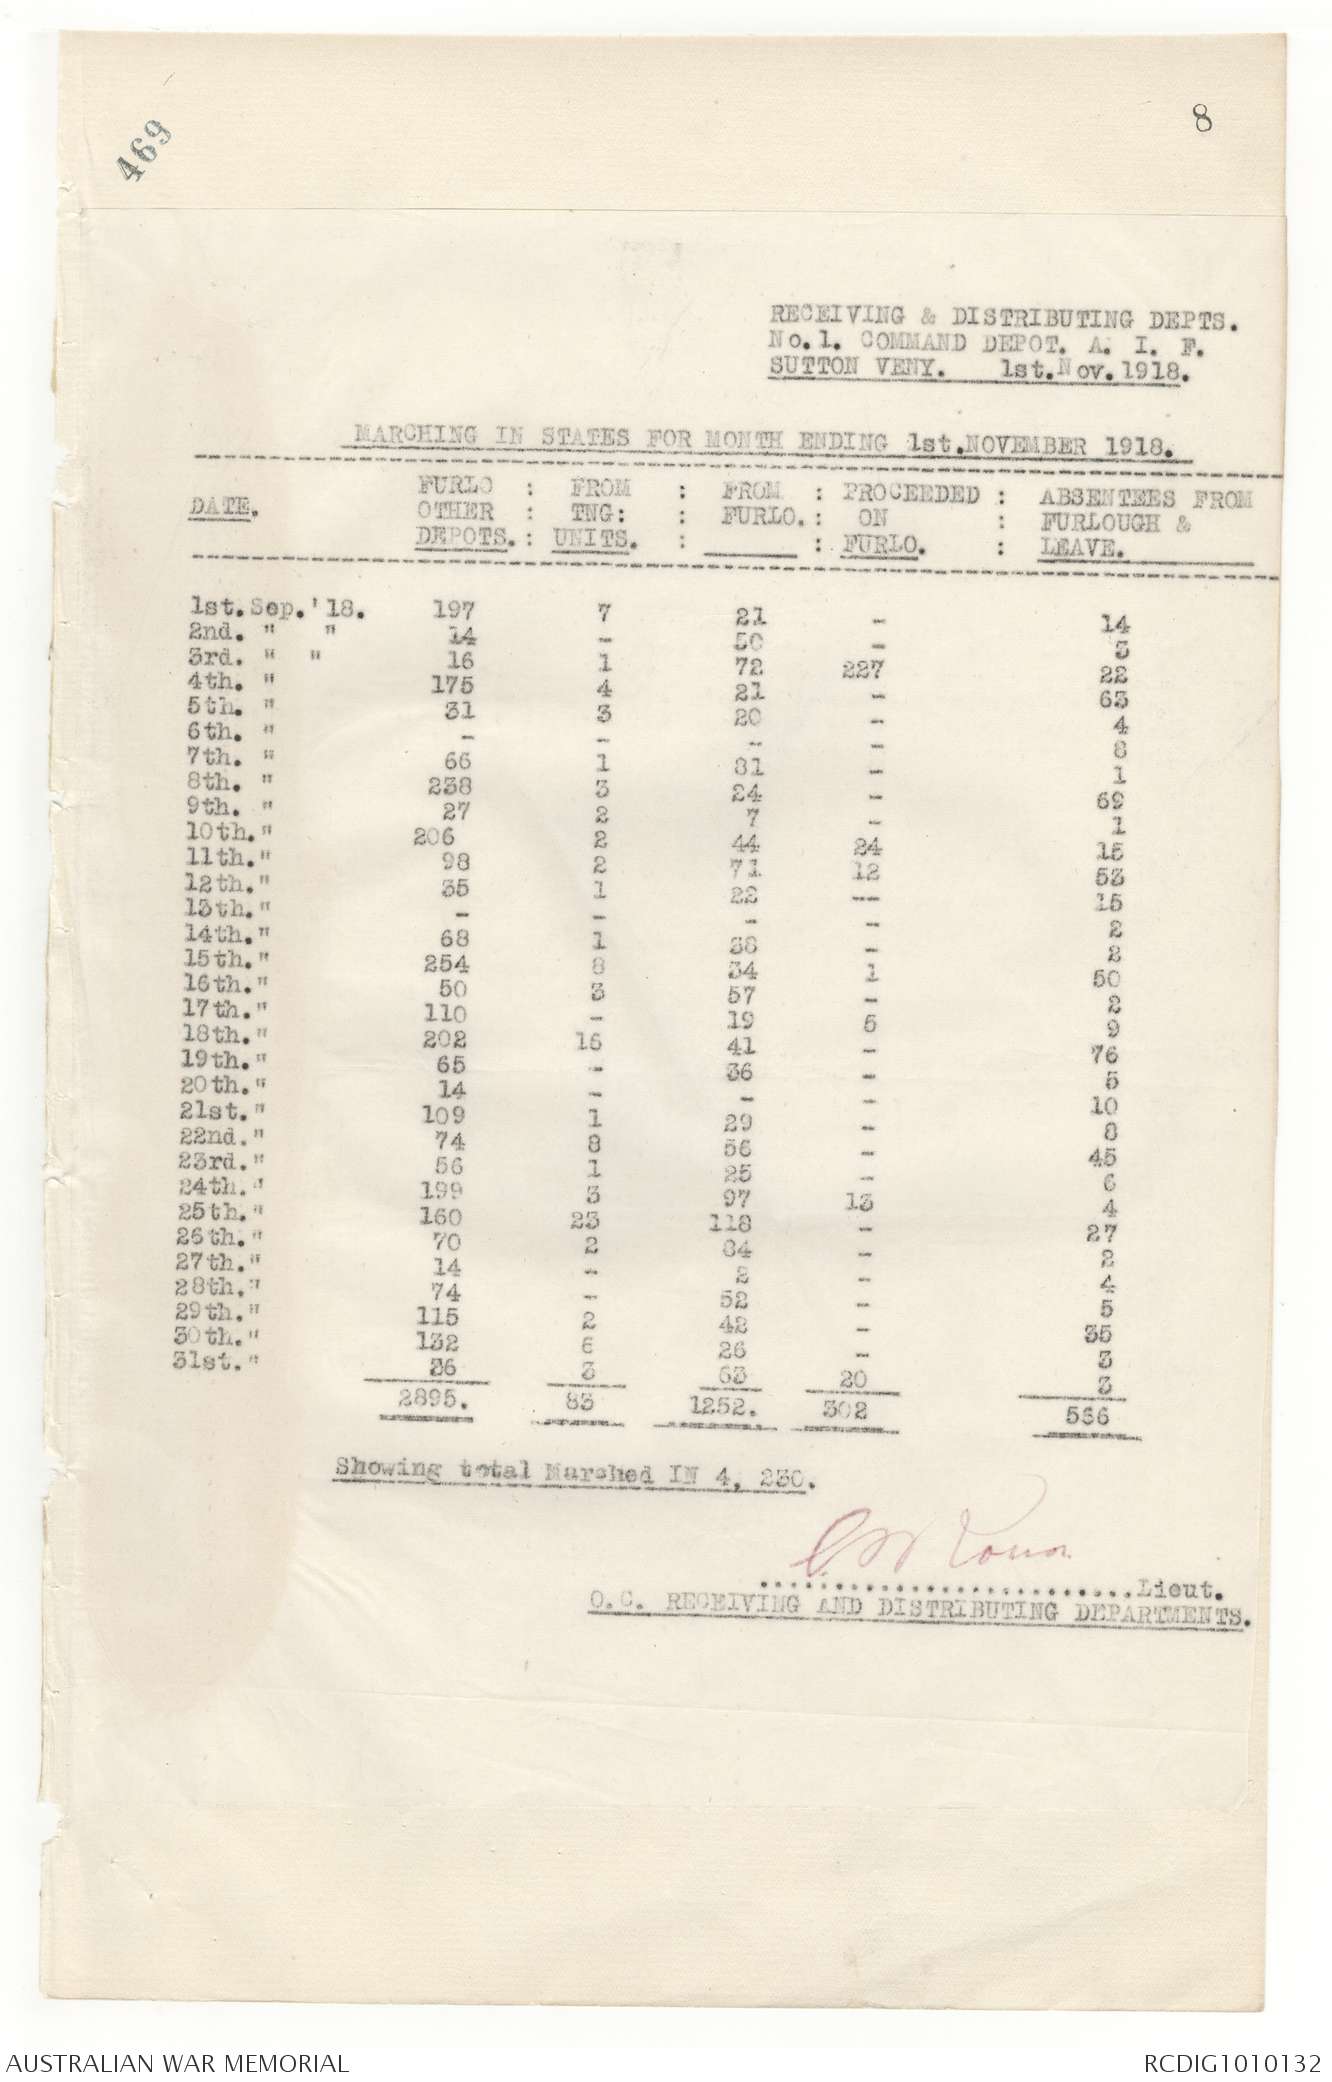 469
8
RECEIVING & DISTRIBUTING DEPTS.
No.1. COMMAND DEPOT. A. I. F.
SUTTON VENY. 1st.Nov.1918.
MARCHING IN STATES FOR MONTH ENDING 1st.NOVEMBER 1918.
FURLO : FROM : FROM : PROCEEDED : ABSENTEES FROM
DATE. OTHER : TNG: : FURLO. : ON : FURLOUGH &
DEPOTS. : UNITS. : : FURLO. : LEAVE.
1st.Sep.'18. 197 7 21 - 14
2nd. " " 14 - 50 - 3
3rd. " " 16 1 72 227 22
4th. " 175 4 21 - 63
5th. " 31 3 20 - 4
6th. " - - - - 8
7th. " 66 1 81 - 1
8th. " 238 3 24 - 69
9th. " 27 2 7 - 1
10th." 206 2 44 24 15
11th." 98 2 71 12 53
12th." 35 1 22 -- 15
13th." - - - - 2
14th." 68 1 38 - 2
15th." 254 8 34 1 50
16th." 50 3 57 - 2
17th." 110 - 19 5 9
18th." 202 15 41 - 76
19th." 65 - 36 - 5
20th." 14 - - - 10
21st." 109 1 29 - 8
22nd." 74 8 56 - 45
23rd." 56 1 25 - 6
24th." 199 3 97 13 4
25th." 160 23 118 - 27
26th." 70 2 84 - 2
27th." 14 - 2 - 4
28th." 74 - 52 - 5
29th." 115 2 42 - 35
30th." 132 6 26 - 3
31st." 36 3 63 20 3
2895. 83 1252. 302 566
Showing total Marched IN 4, 230.
..........................Lieut.
O.C. RECEIVING AND DISTRIBUTING DEPARTMENTS.
AUSTRALIAN WAR MEMORIAL
RCDIG1010132